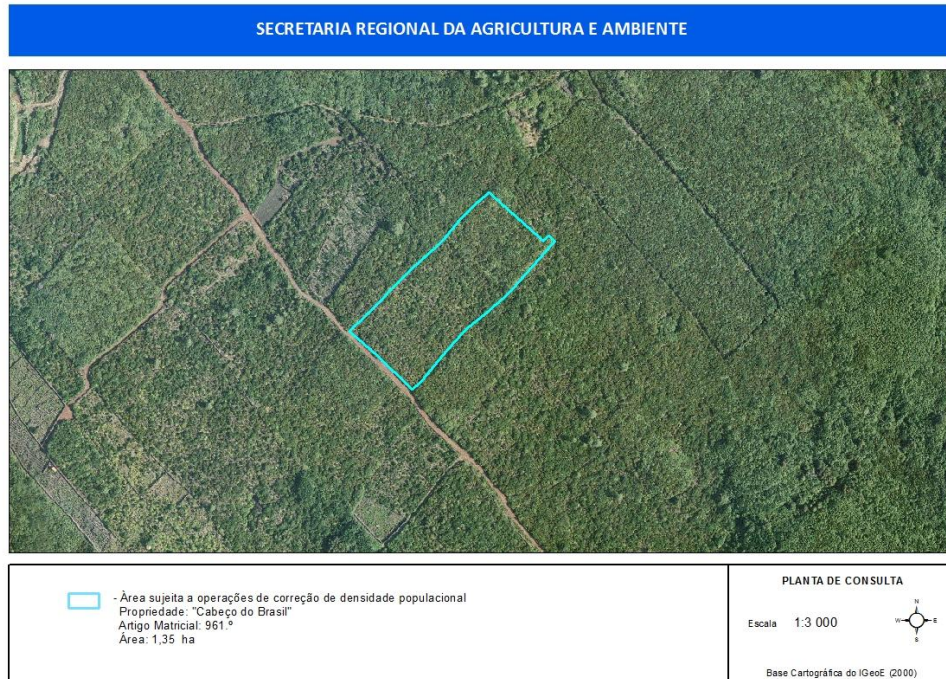 SECRETARIA REGIONAL DA AGRICULTURA E AMBIENTE
- Área sujeita a operações de correção de densidade populacional
Propriedade: "Cabeço do Brasil"
Artigo Matricial: 961.º
Área: 1,35 ha
PLANTA DE CONSULTA
Escala 1:3 000
N
W E
S
Base Cartográfica do IGeoE (2000)